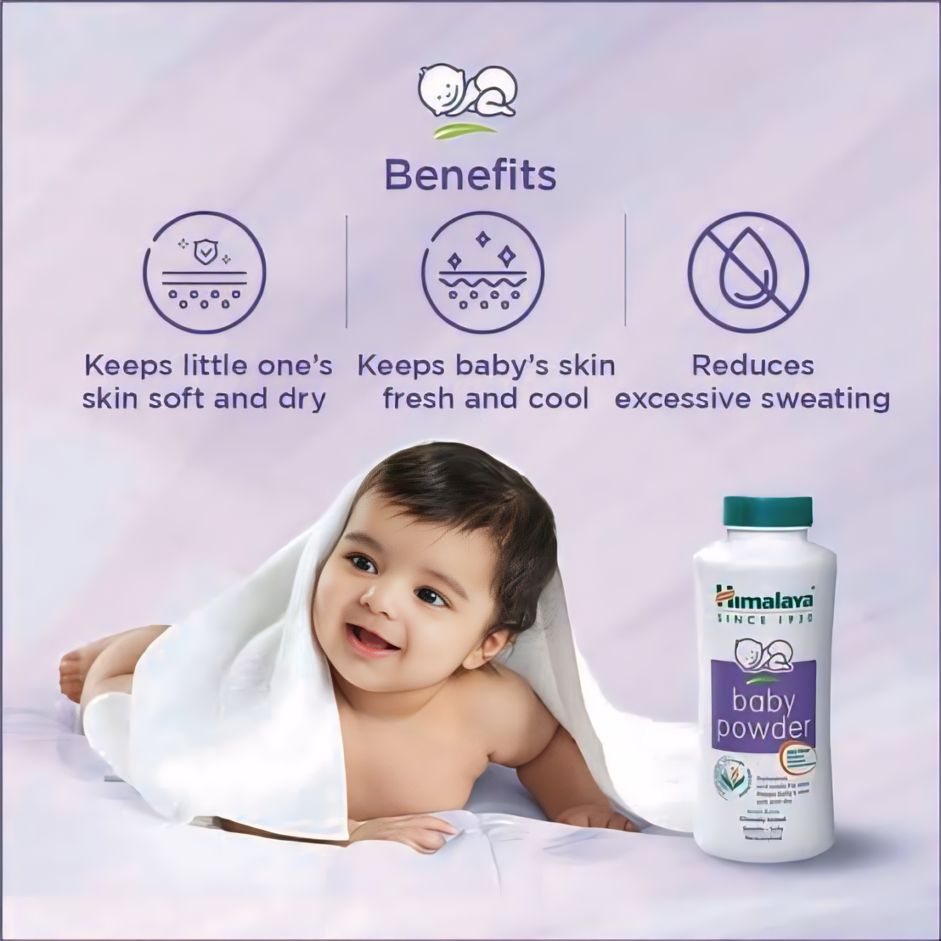 Benefits
Keeps little one's
skin soft and dry
Keeps baby's skin
fresh and cool
Reduces
excessive sweating
Himalaya
SINCE 1930
baby
powder